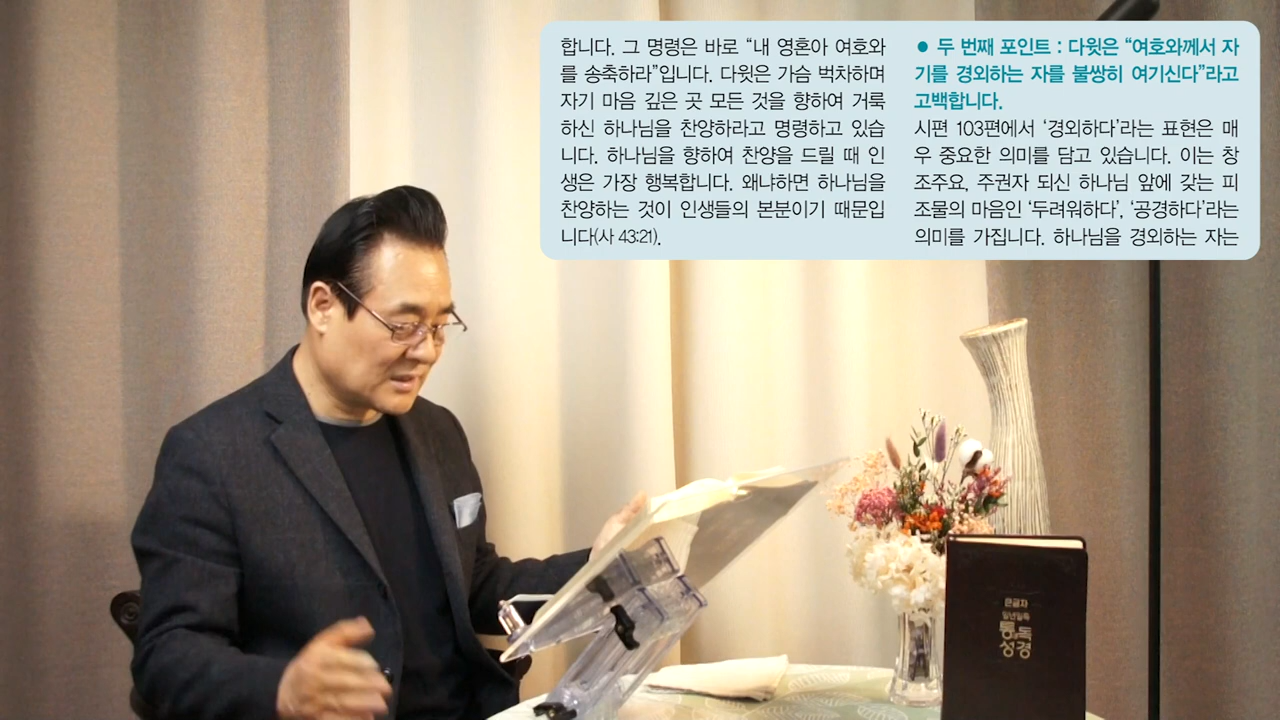 합니다. 그 명령은 바로 “내 영혼아 여호와
를 송축하라”입니다. 다윗은 가슴 벅차하며
자기 마음 깊은 곳 모든 것을 향하여 거룩
하신 하나님을 찬양하라고 명령하고 있습
니다. 하나님을 향하여 찬양을 드릴 때 인
생은 가장 행복합니다. 왜냐하면 하나님을
찬양하는 것이 인생들의 본분이기 때문입
니다(사 43:21).
● 두 번째 포인트 : 다윗은 “여호와께서 자
기를 경외하는 자를 불쌍히 여기신다”라고
고백합니다.
시편 103편에서 ‘경외하다’라는 표현은 매
우 중요한 의미를 담고 있습니다. 이는 창
조주요, 주권자 되신 하나님 앞에 갖는 피
조물의 마음인 ‘두려워하다’, ‘공경하다’라는
의미를 가집니다. 하나님을 경외하는 자는
큰글자
일년일독
통독
성경